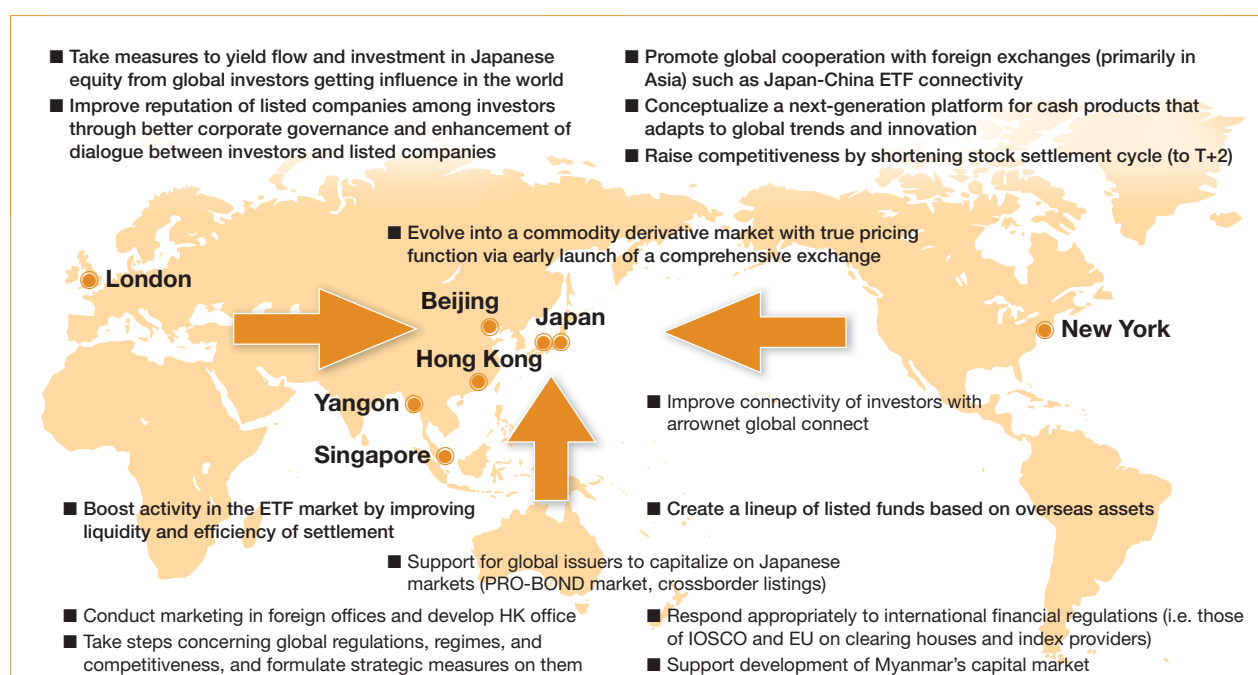 ■ Take measures to yield flow and investment in Japanese
equity from global investors getting influence in the world
■ Improve reputation of listed companies among investors
through better corporate governance and enhancement of
dialogue between investors and listed companies
■ Promote global cooperation with foreign exchanges (primarily in
Asia) such as Japan-China ETF connectivity
■ Conceptualize a next-generation platform for cash products that
adapts to global trends and innovation
■ Raise competitiveness by shortening stock settlement cycle (to T+2)
■ Evolve into a commodity derivative market with true pricing
function via early launch of a comprehensive exchange
London
Beijing
Japan
New York
Hong Kong
Yangon
Singapore
■ Improve connectivity of investors with
arrownet global connect
■ Boost activity in the ETF market by improving
liquidity and efficiency of settlement
■ Create a lineup of listed funds based on overseas assets
■ Support for global issuers to capitalize on Japanese
markets (PRO-BOND market, crossborder listings)
■ Conduct marketing in foreign offices and develop HK office
■ Take steps concerning global regulations, regimes, and
competitiveness, and formulate strategic measures on them
■ Respond appropriately to international financial regulations (i.e. those
of IOSCO and EU on clearing houses and index providers)
■ Support development of Myanmar's capital market